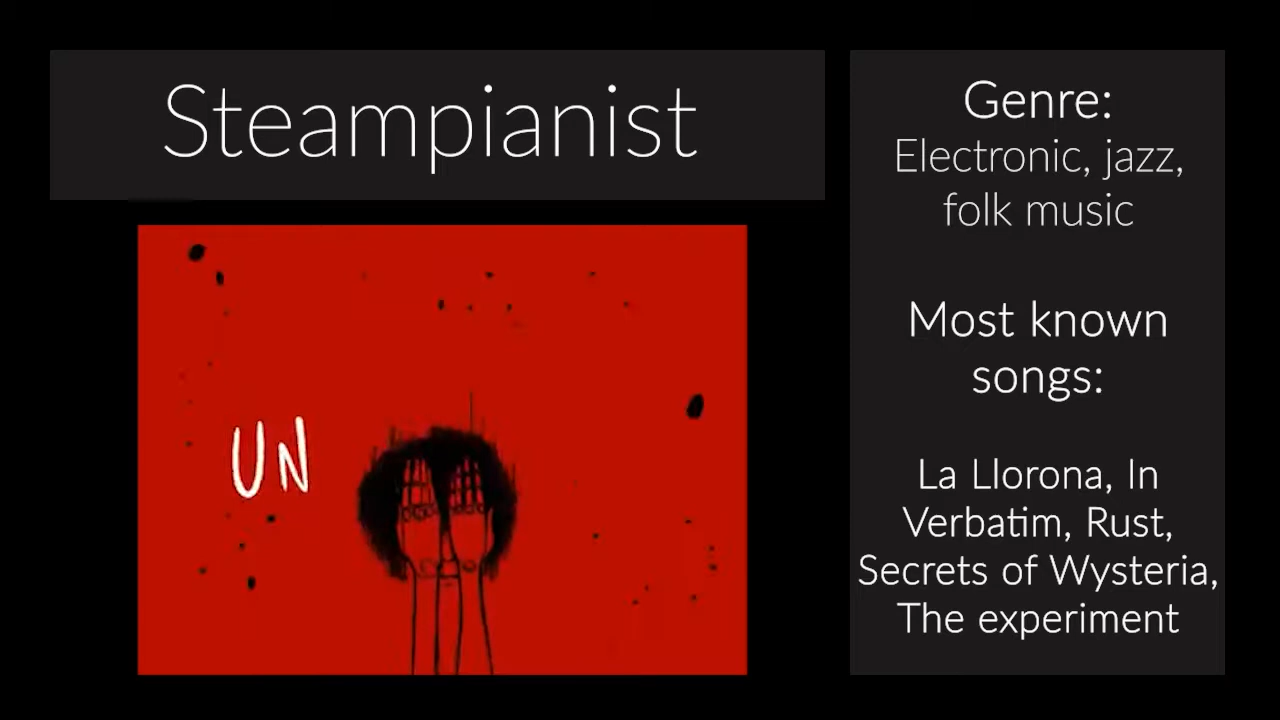 Steampianist
UN
Genre:
Electronic, jazz,
folk music
Most known
songs:
La Llorona, In
Verbatim, Rust,
Secrets of Wysteria,
The experiment